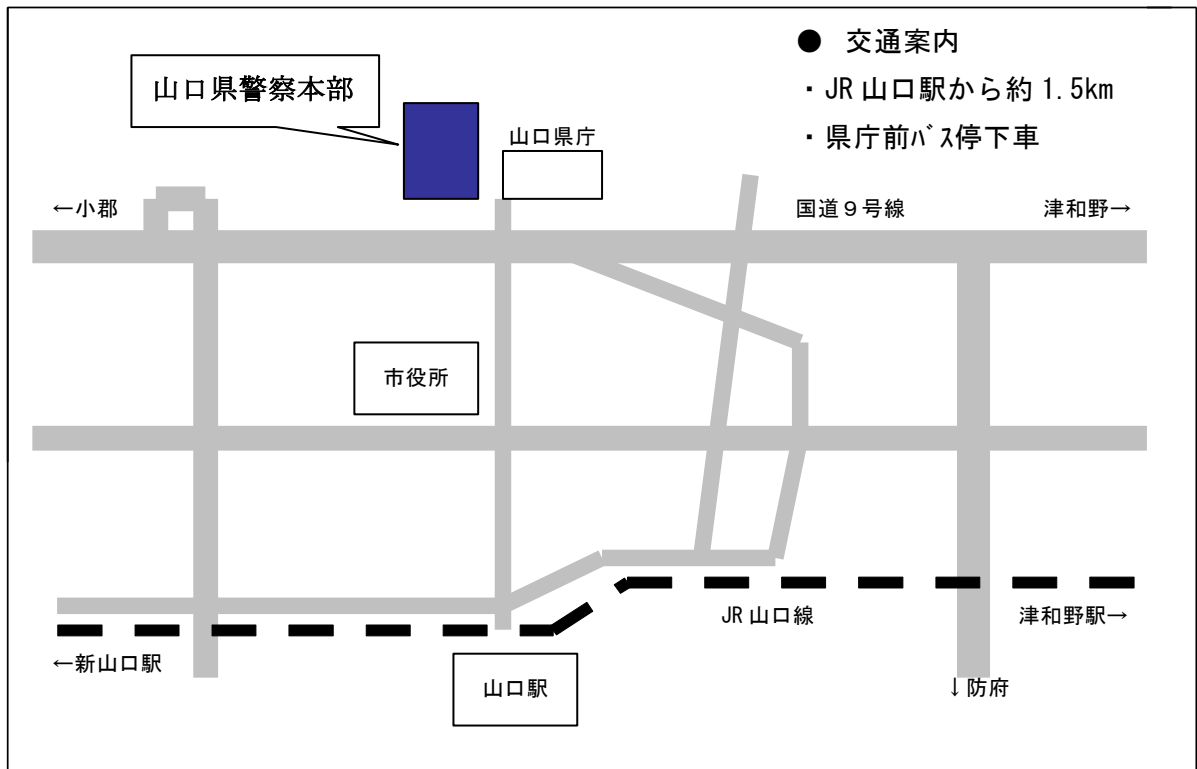 ● 交通案内
・JR 山口駅から約 1.5km
・県庁前ﾊﾞｽ停下車
山口県警察本部
山口県庁
←小郡
国道９号線
津和野→
市役所
JR 山口線
津和野駅→
←新山口駅
山口駅
↓防府